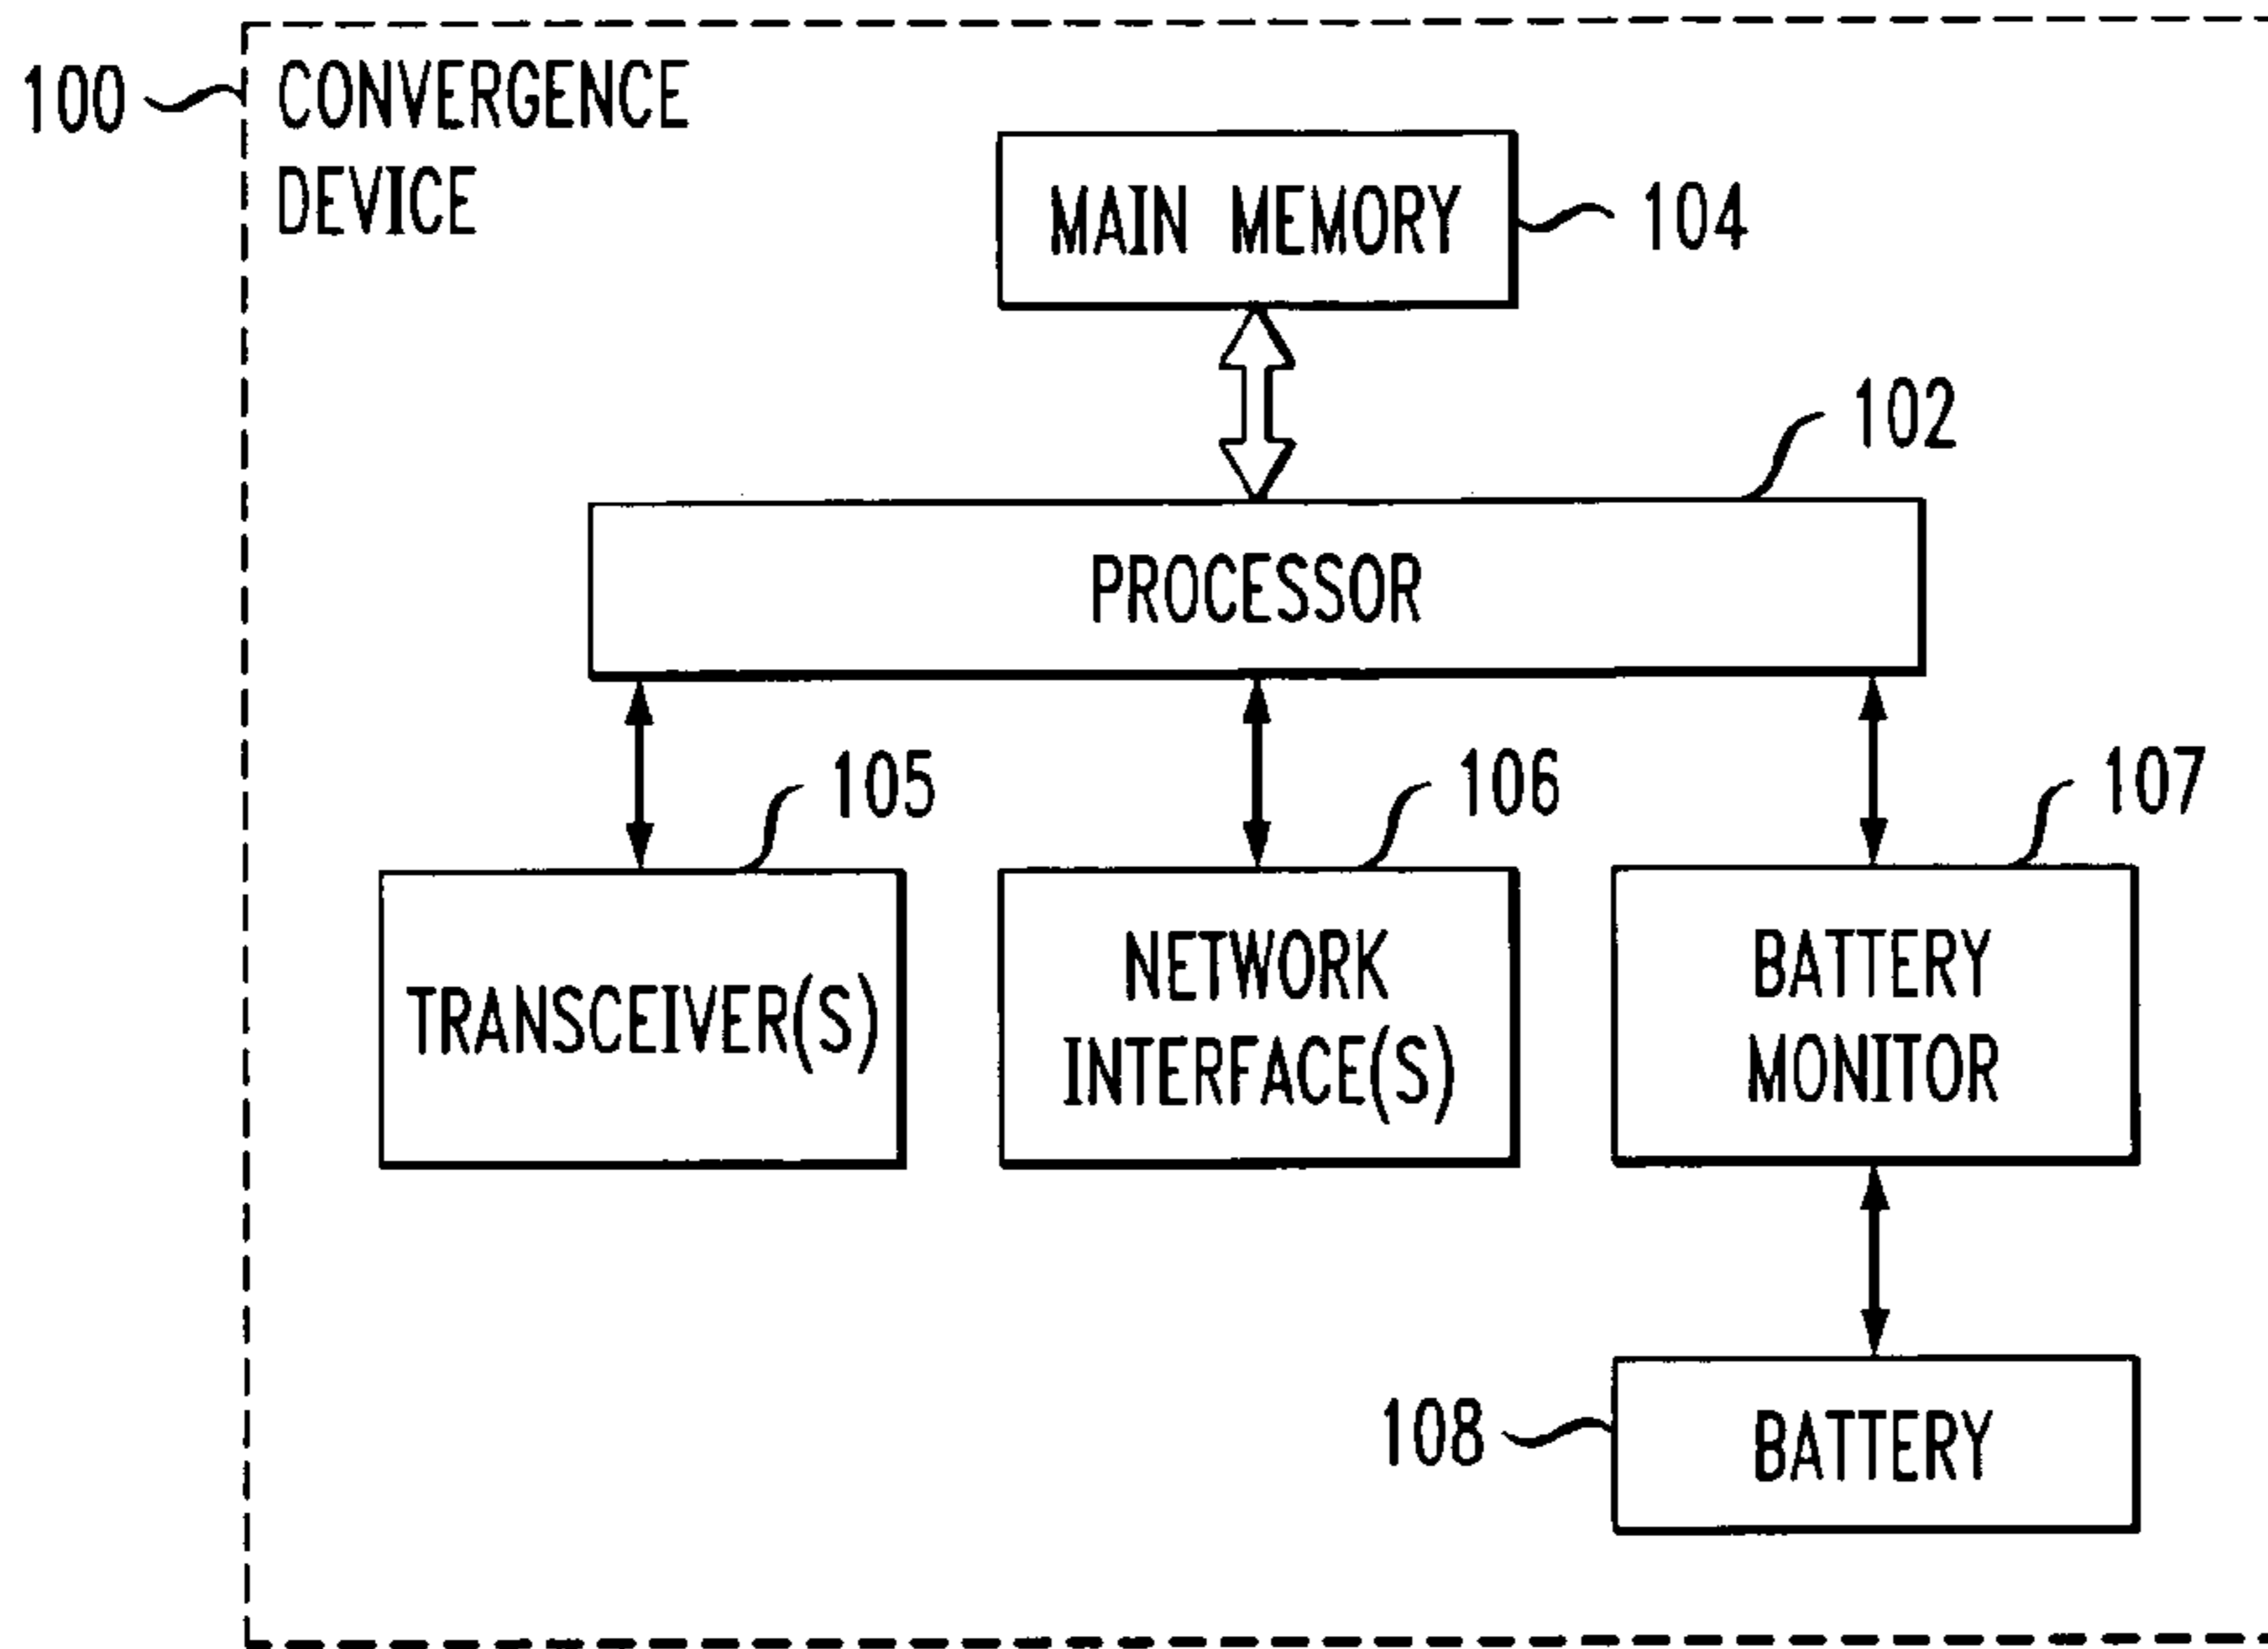 100
CONVERGENCE
DEVICE
MAIN MEMORY
104
102
PROCESSOR
105
106
107
TRANSCEIVER(S)
NETWORK
INTERFACE(S)
BATTERY
MONITOR
108
BATTERY